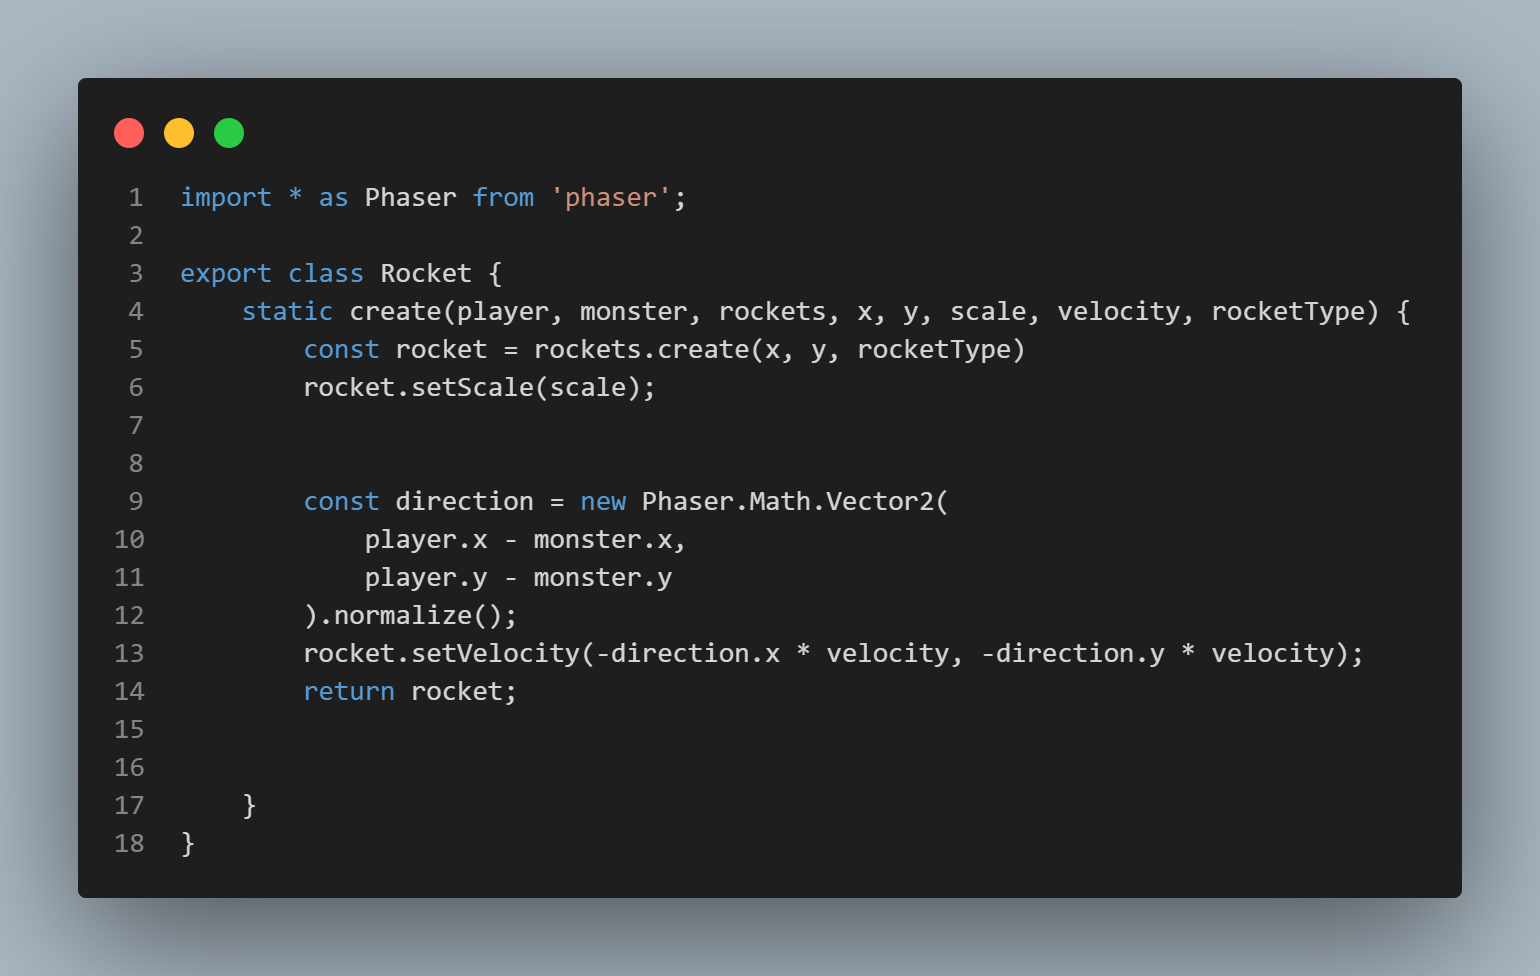 1 import * as Phaser from 'phaser';
2
3 export class Rocket {
4     static create(player, monster, rockets, x, y, scale, velocity, rocketType) {
5         const rocket = rockets.create(x, y, rocketType)
6         rocket.setScale(scale);
7
8
9         const direction = new Phaser.Math.Vector2(
10             player.x - monster.x,
11             player.y - monster.y
12         ).normalize();
13         rocket.setVelocity(-direction.x * velocity, -direction.y * velocity);
14         return rocket;
15
16
17     }
18 }